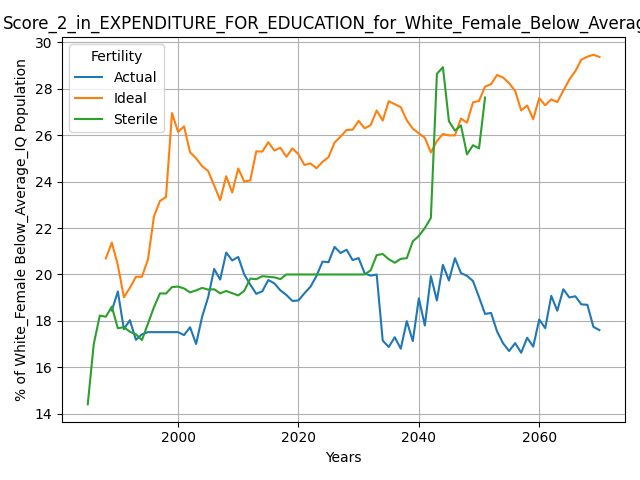 Score_2_in_EXPENDITURE_FOR_EDUCATION_for_White_Female_Below_Averag
Fertility
Actual
Ideal
Sterile
% of White_Female Below_Average_IQ Population
30
28
26
24
22
20
18
16
14
2000
2020
2040
2060
Years